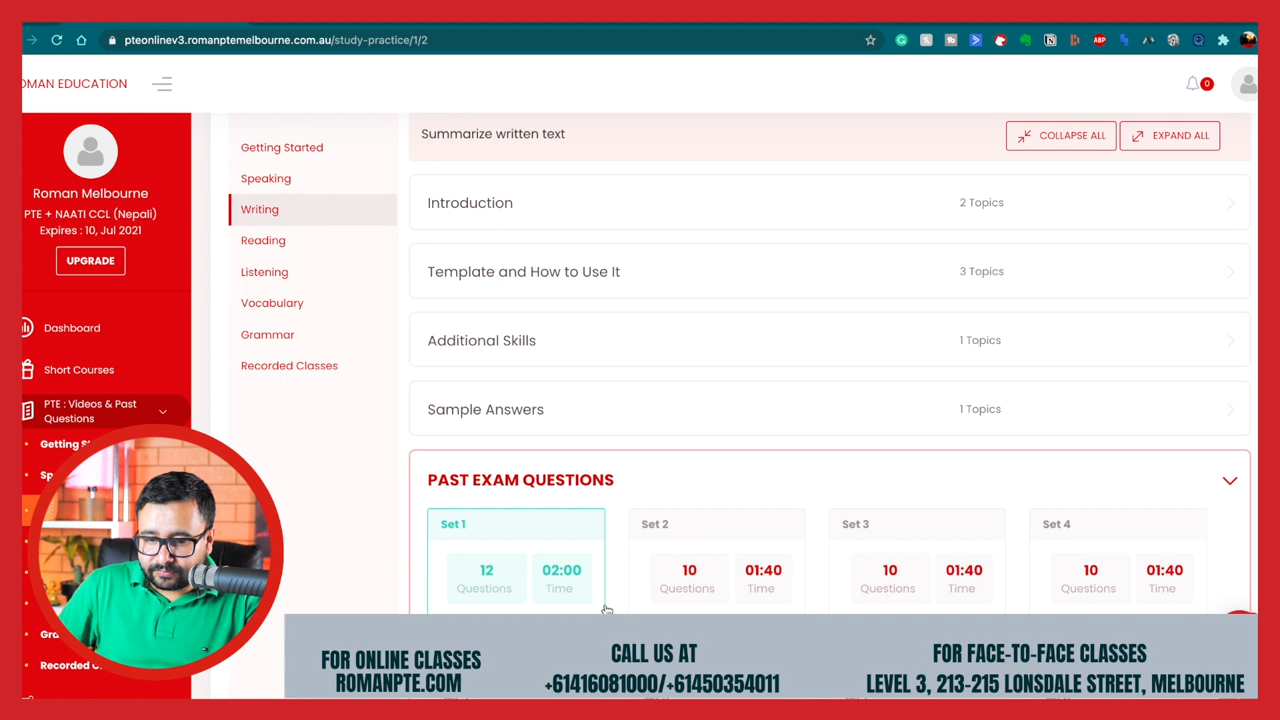 pteonlinev3.romanptemelbourne.com.au/study-practice/1/2
ABP
OMAN EDUCATION
0
Roman Melbourne
PTE + NAATI CCL (Nepali)
Expires : 10, Jul 2021
UPGRADE
Dashboard
Short Courses
PTE : Videos & Past
Questions
Getting
Recorded
Getting Started
Speaking
Writing
Reading
Listening
Vocabulary
Grammar
Recorded Classes
Summarize written text
COLLAPSE ALL
EXPAND ALL
Introduction
2 Topics
Template and How to Use It
3 Topics
Additional Skills
1 Topics
Sample Answers
1 Topics
PAST EXAM QUESTIONS
Set 1
12
Questions
02:00
Time
Set 2
10
Questions
01:40
Time
Set 3
10
Questions
01:40
Time
Set 4
10
Questions
01:40
Time
FOR ONLINE CLASSES
ROMANPTE.COM
CALL US AT
+61416081000/+61450354011
FOR FACE-TO-FACE CLASSES
LEVEL 3, 213-215 LONSDALE STREET, MELBOURNE